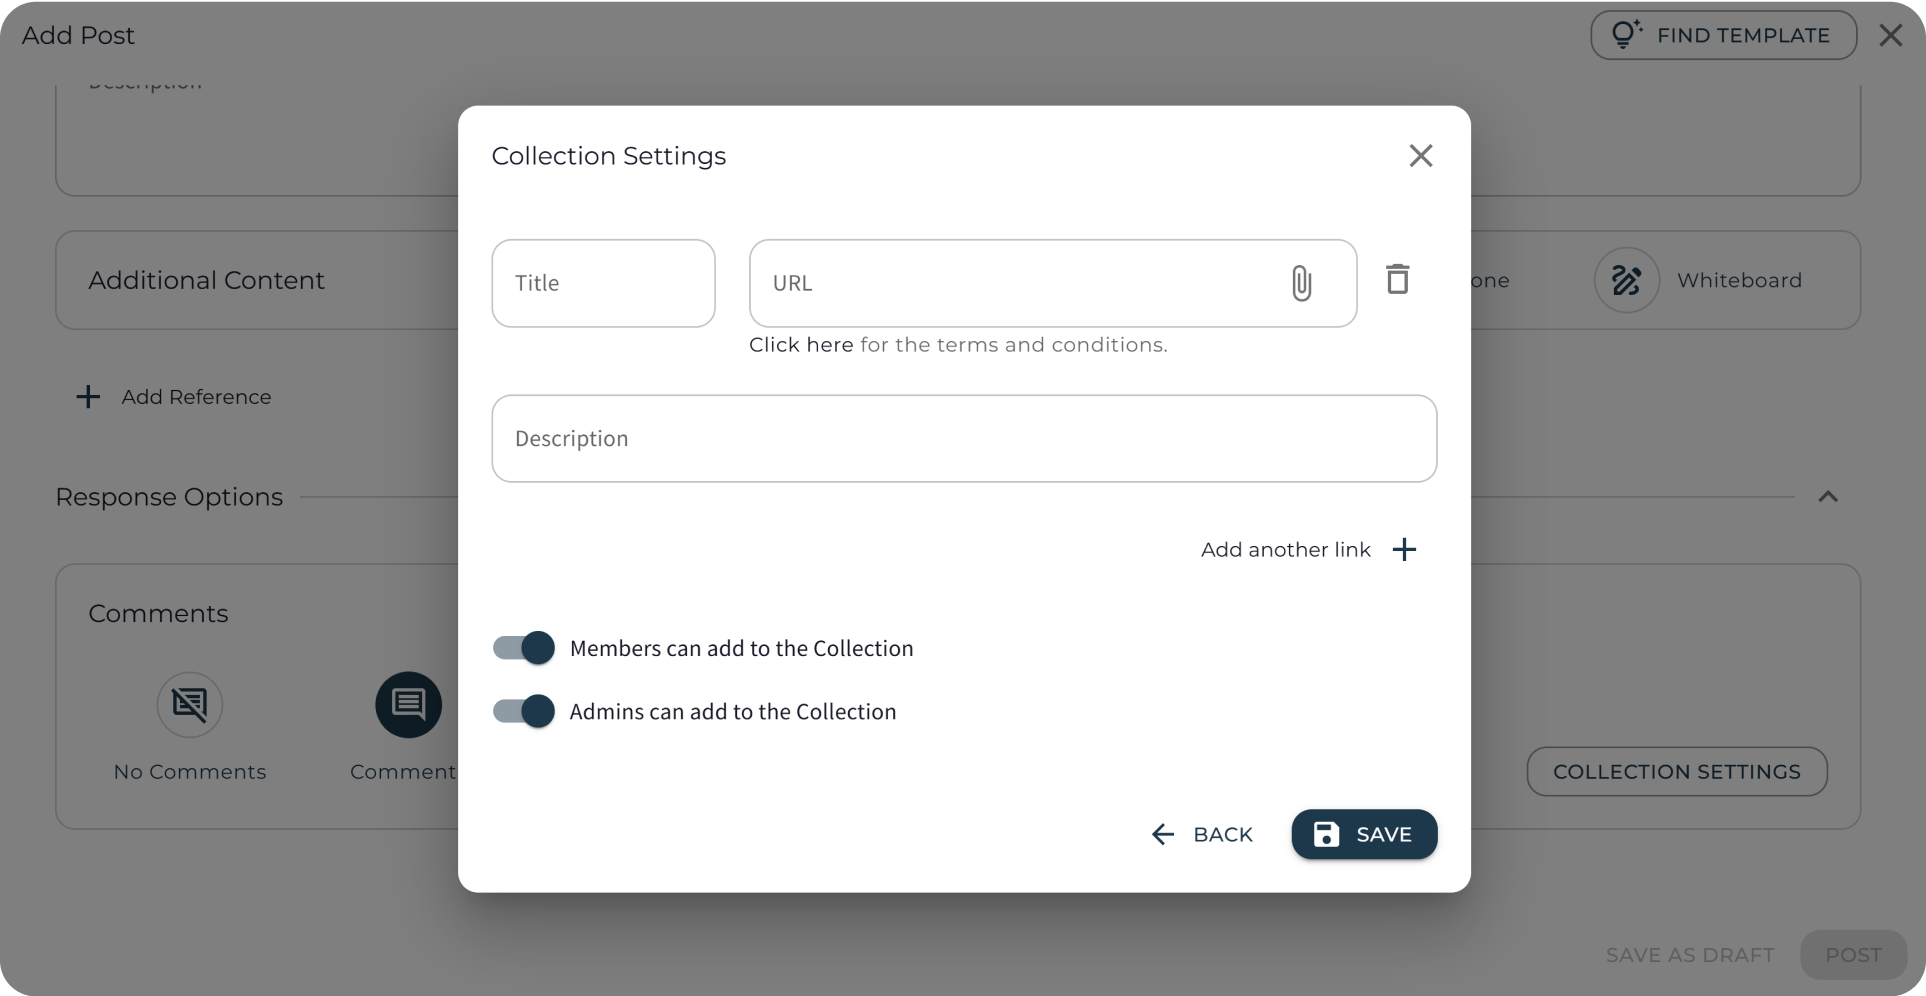 Add Post
FIND TEMPLATE
Description
Collection Settings
Title
URL
Additional Content
Whiteboard
Click here for the terms and conditions.
Add Reference
Description
Response Options
Add another link
Comments
Members can add to the Collection
Admins can add to the Collection
No Comments
COLLECTION SETTINGS
BACK
SAVE
SAVE AS DRAFT
POST